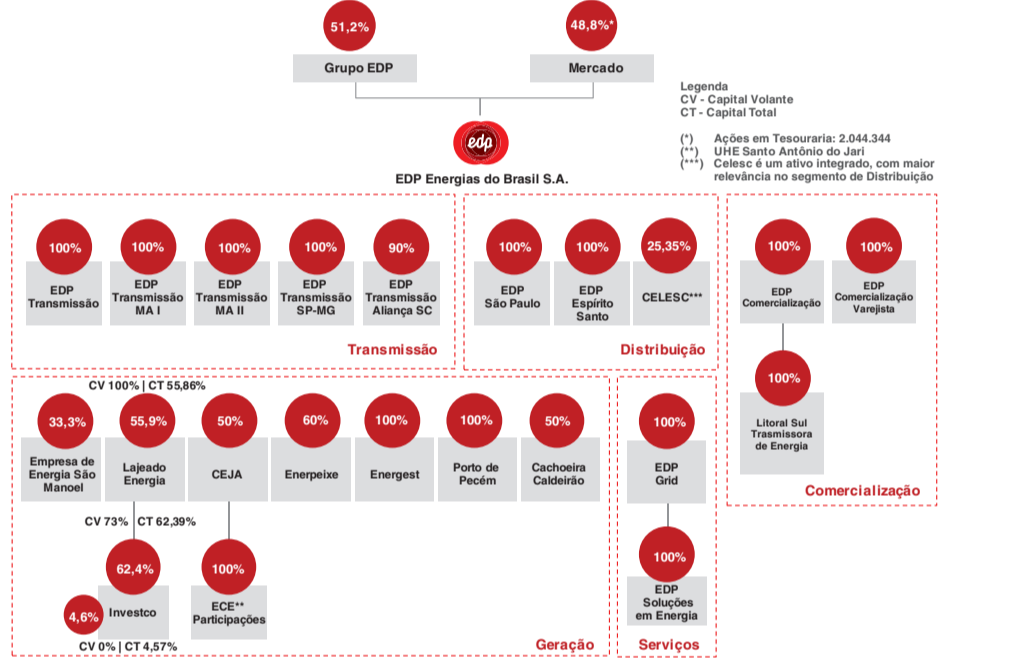 51,2%
48,8%*
Grupo EDP
Mercado
Legenda
CV - Capital Volante
CT - Capital Total
(*) Ações em Tesouraria: 2.044.344
(**) UHE Santo Antônio do Jari
(***) Celesc é um ativo integrado, com maior
relevância no segmento de Distribuição
edp
EDP Energias do Brasil S.A.
100%
EDP
Transmissão
100%
EDP
Transmissão
MA I
100%
EDP
Transmissão
MA II
100%
EDP
Transmissão
SP-MG
90%
EDP
Transmissão
Aliança SC
Transmissão
100%
EDP
São Paulo
100%
EDP
Espírito
Santo
25,35%
CELESC***
Distribuição
100%
EDP
Comercialização
100%
EDP
Comercialização
Varejista
100%
Litoral Sul
Trasmissora
de Energia
Comercialização
CV 100% | CT 55,86%
33,3%
Empresa de
Energia São
Manoel
55,9%
Lajeado
Energia
50%
CEJA
60%
Enerpeixe
100%
Energest
100%
Porto de
Pecém
50%
Cachoeira
Caldeirão
CV 73% | CT 62,39%
62,4%
4,6%
Investco
CV 0% | CT 4,57%
100%
ECE**
Participações
Geração
100%
EDP
Grid
100%
EDP
Soluções
em Energia
Serviços